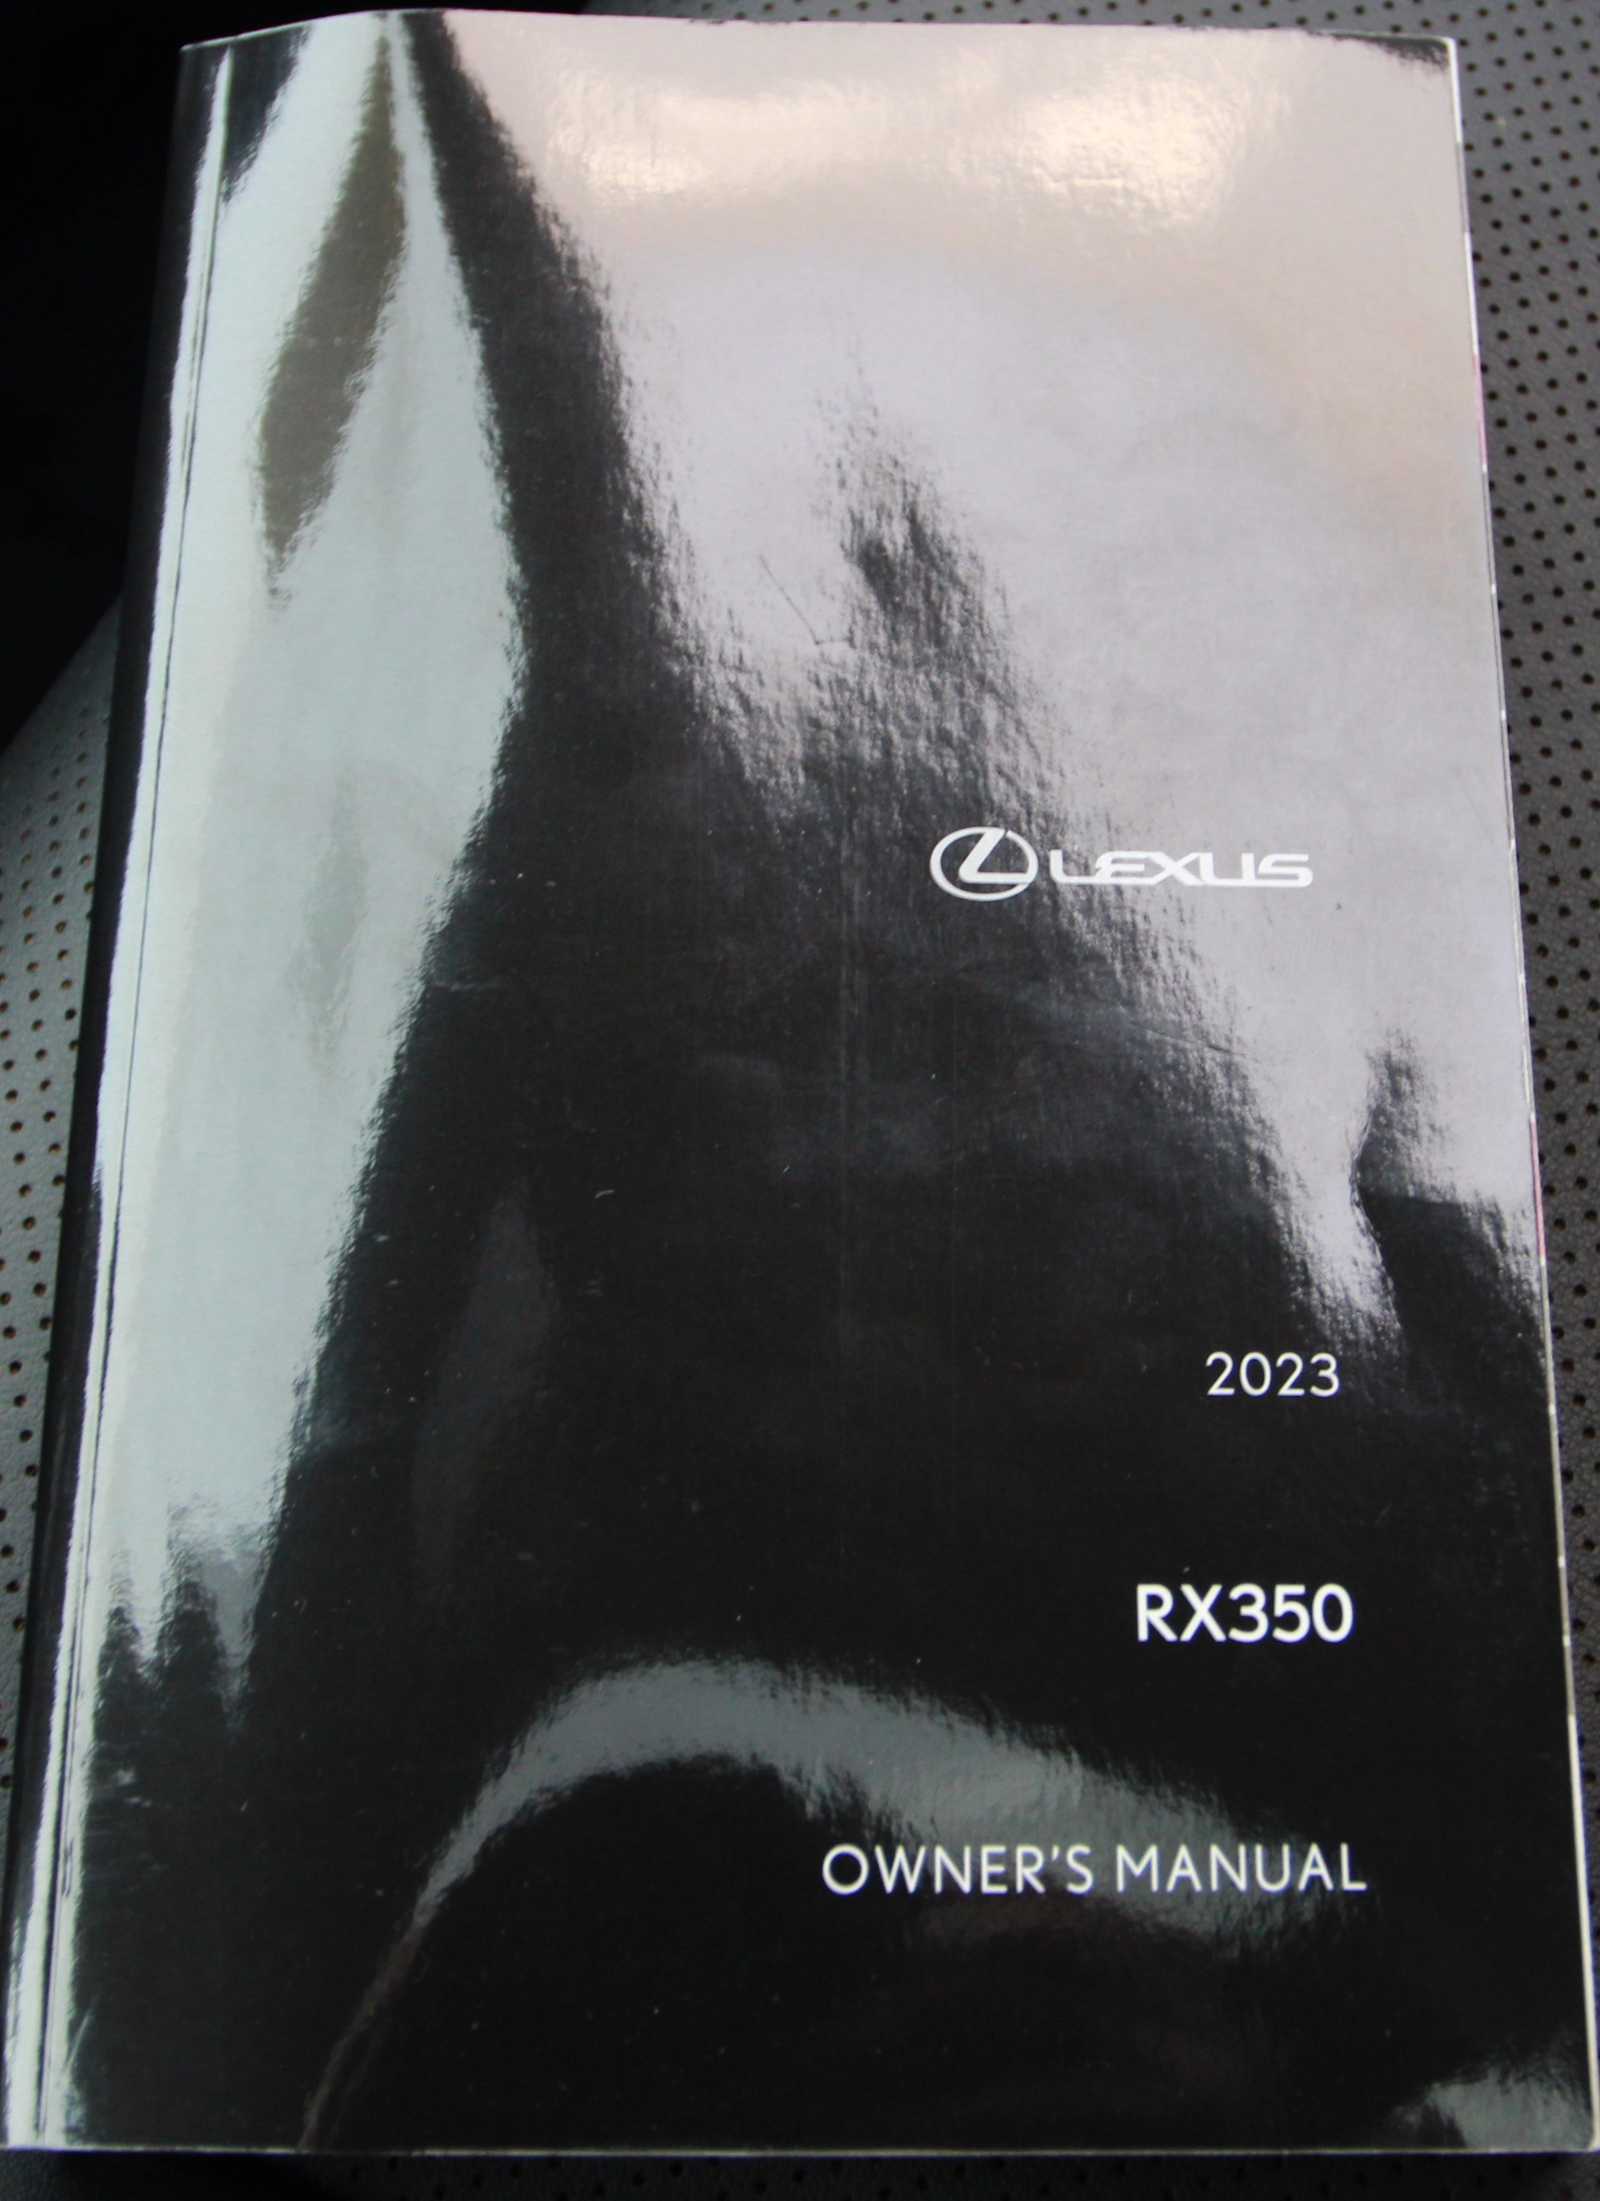 LEXUS
2023
RX350
OWNER'S MANUAL